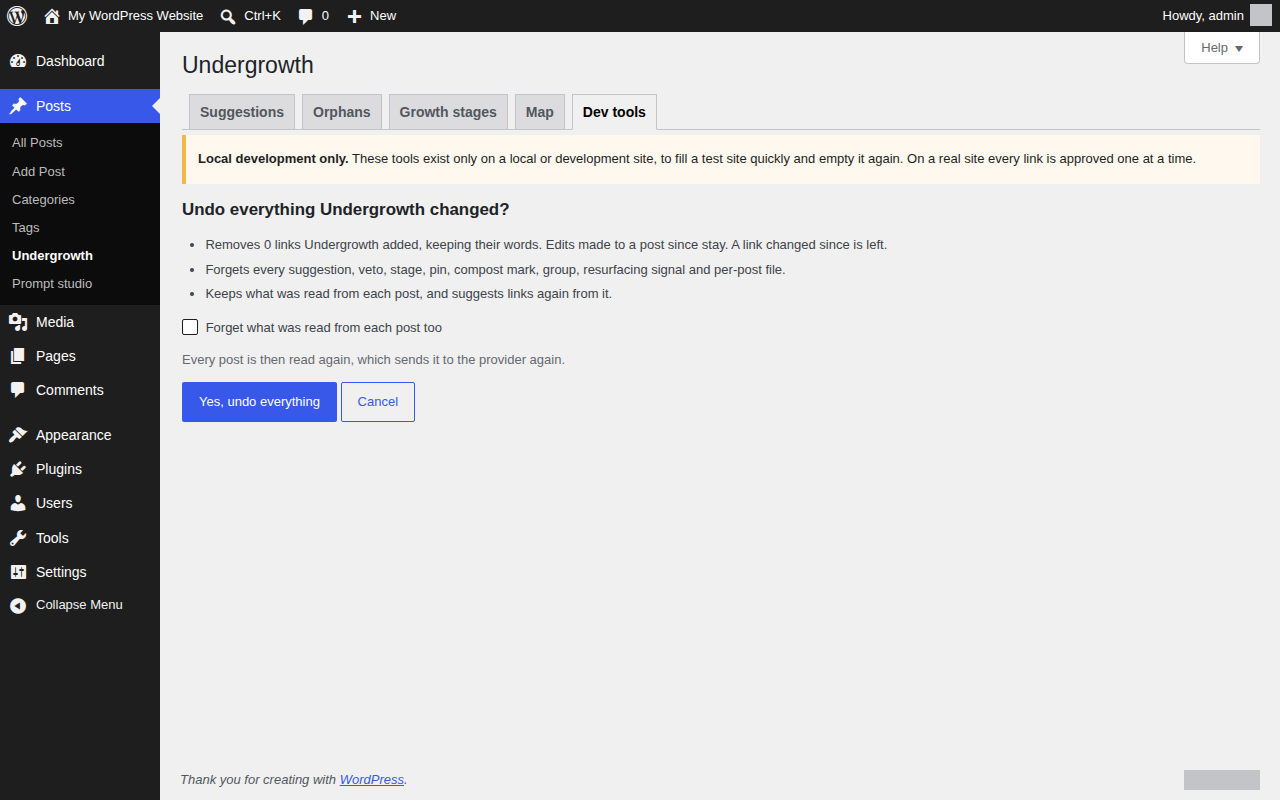 My WordPress Website Ctrl+K 0 New Howdy, admin
Help
Dashboard
Posts
All Posts
Add Post
Categories
Tags
Undergrowth
Prompt studio
Media
Pages
Comments
Appearance
Plugins
Users
Tools
Settings
Collapse Menu
Undergrowth
Suggestions Orphans Growth stages Map Dev tools
Local development only. These tools exist only on a local or development site, to fill a test site quickly and empty it again. On a real site every link is approved one at a time.
Undo everything Undergrowth changed?
Removes 0 links Undergrowth added, keeping their words. Edits made to a post since stay. A link changed since is left.
Forgets every suggestion, veto, stage, pin, compost mark, group, resurfacing signal and per-post file.
Keeps what was read from each post, and suggests links again from it.
Forget what was read from each post too
Every post is then read again, which sends it to the provider again.
Yes, undo everything Cancel
Thank you for creating with WordPress.